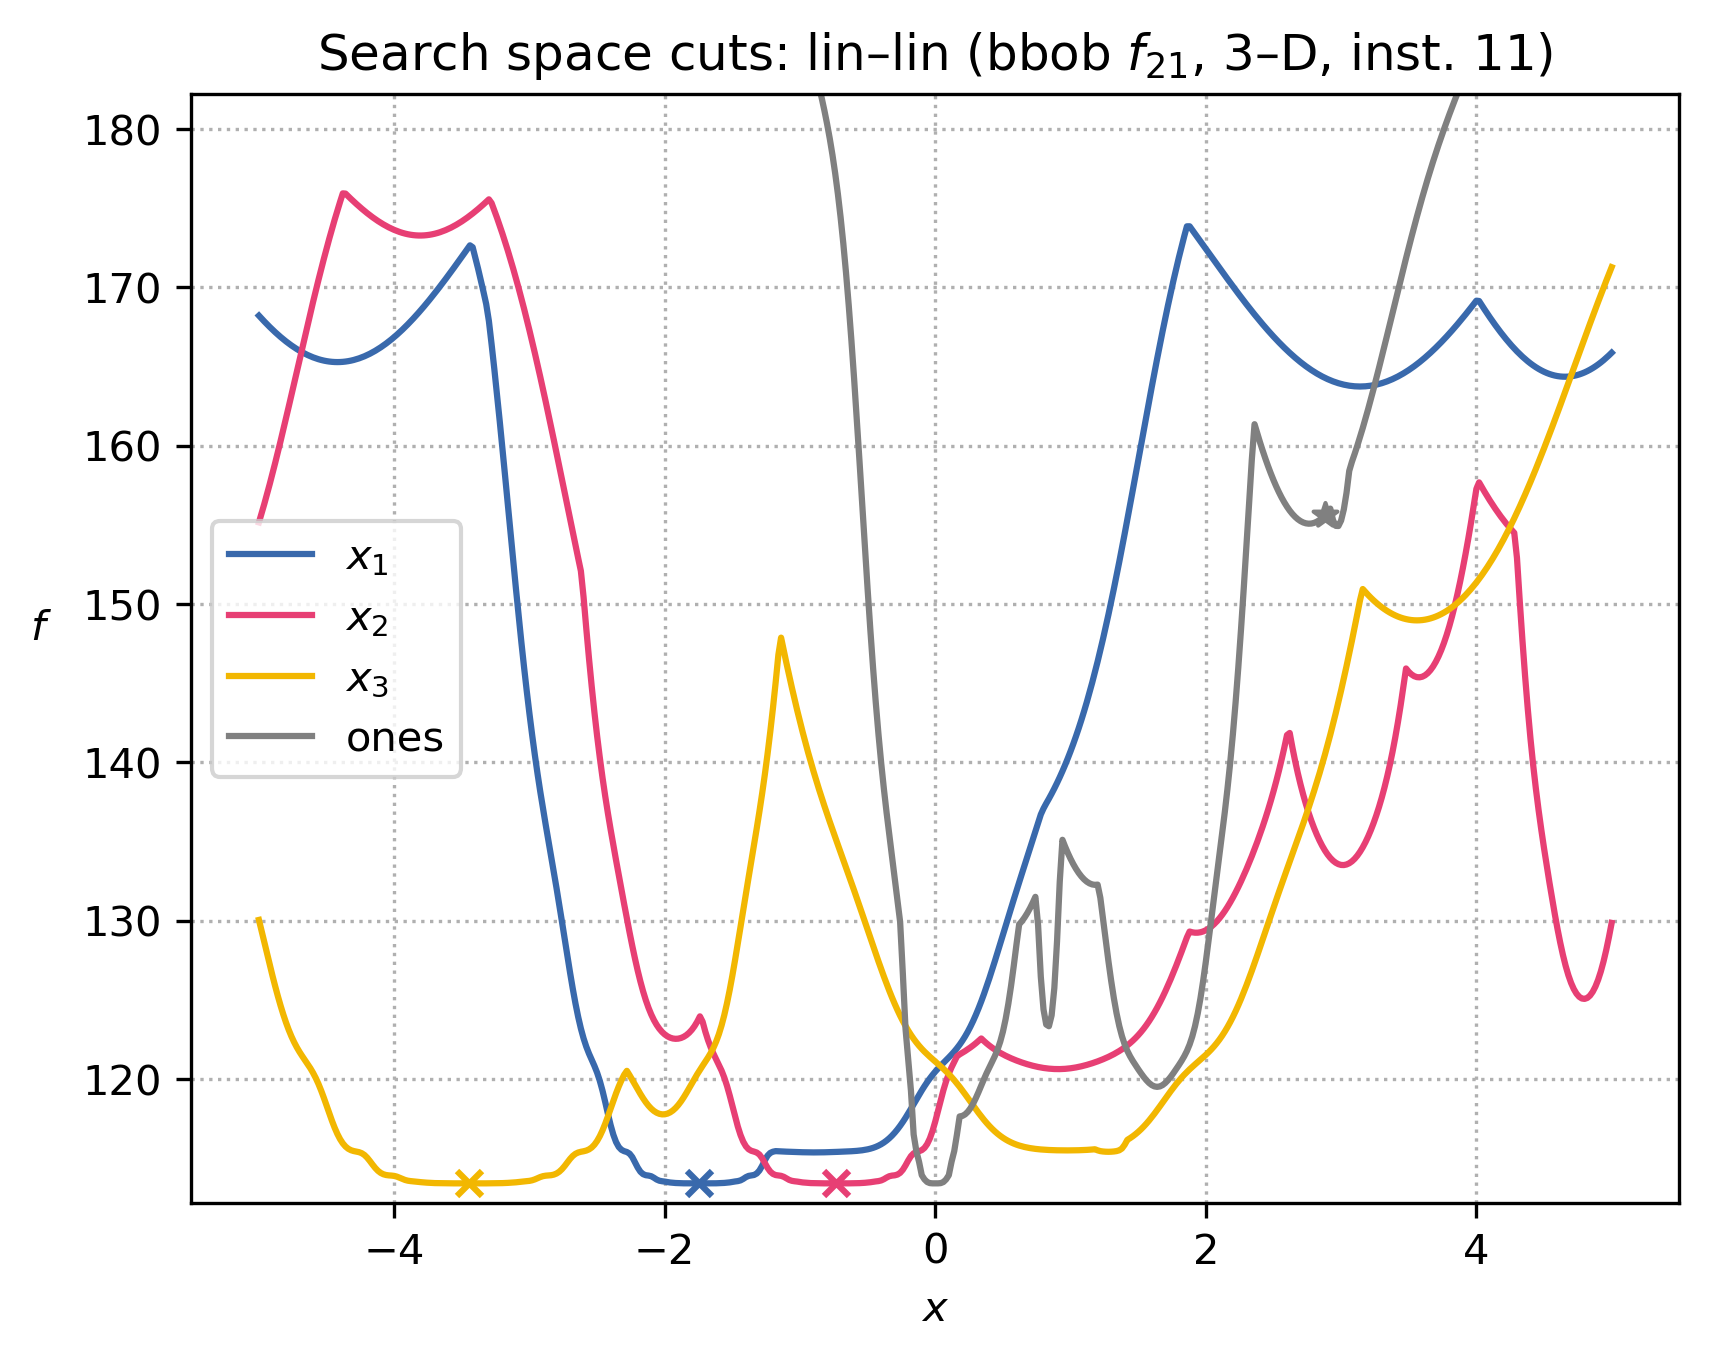 Search space cuts: lin–lin (bbob f₂₁, 3–D, inst. 11)
180
170
160
150
140
130
120
f
x₁
x₂
x₃
ones
−4
−2
0
2
4
x